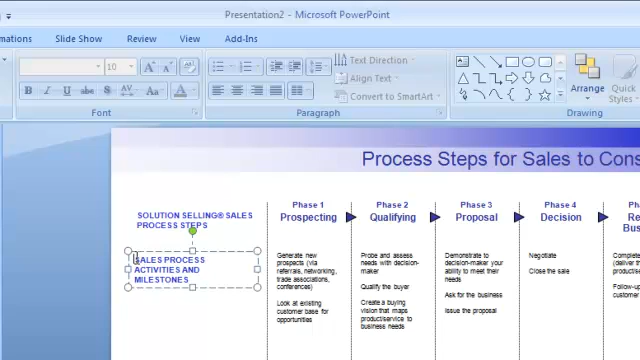 Presentation2 - Microsoft PowerPoint
Slide Show Review View Add-Ins
10
B I U abc S AV Aa A
Text Direction
Align Text
Convert to SmartArt
Arrange Quick Styles
Font Paragraph Drawing
Process Steps for Sales to Cons
SOLUTION SELLING® SALES
PROCESS STEPS
Phase 1
Prospecting
Phase 2
Qualifying
Phase 3
Proposal
Phase 4
Decision
SALES PROCESS
ACTIVITIES AND
MILESTONES
Generate new
prospects (via
referrals, networking,
trade associations,
conferences)
Look at existing
customer base for
opportunities
Probe and assess
needs with decision-
maker
Qualify the buyer
Create a buying
vision that maps
product/service to
business needs
Demonstrate to
decision-maker your
ability to meet their
needs
Ask for the business
Issue the proposal
Negotiate
Close the sale